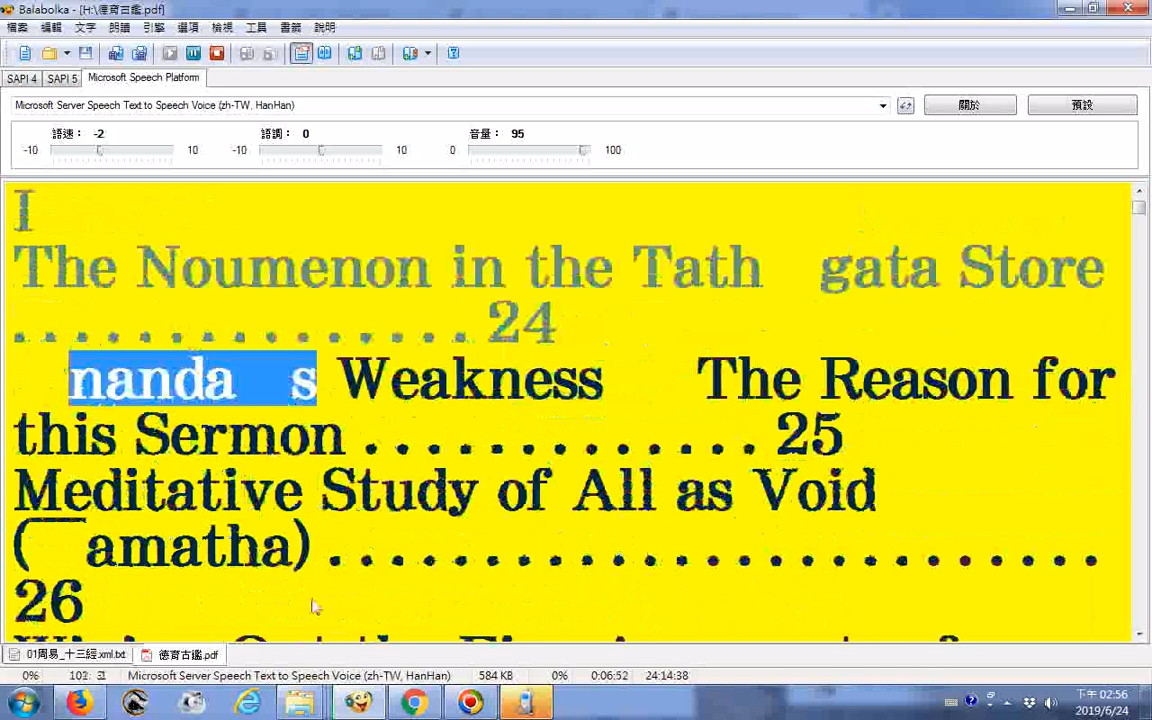 Balabolka - [H:\德育古鑑.pdf]
檔案 編輯 文字 朗讀 引擎 選項 檢視 工具 書籤 說明
SAPI 4 SAPI 5 Microsoft Speech Platform
Microsoft Server Speech Text to Speech Voice (zh-TW, HanHan) 關於 預設
語速： -2 語調： 0 音量： 95
-10 10 -10 10 0 100
I
The Noumenon in the Tath gata Store
. . . . . . . . . . . . . . . 24
nanda s Weakness The Reason for
this Sermon . . . . . . . . . . . . . 25
Meditative Study of All as Void
(¯amatha) . . . . . . . . . . . . . . . . . . . . . . . . .
26
01周易_十三經.xml.txt 德育古鑑.pdf
0% 102: 1 Microsoft Server Speech Text to Speech Voice (zh-TW, HanHan) 584 KB 0% 0:06:52 24:14:38
下午 02:56
2019/6/24